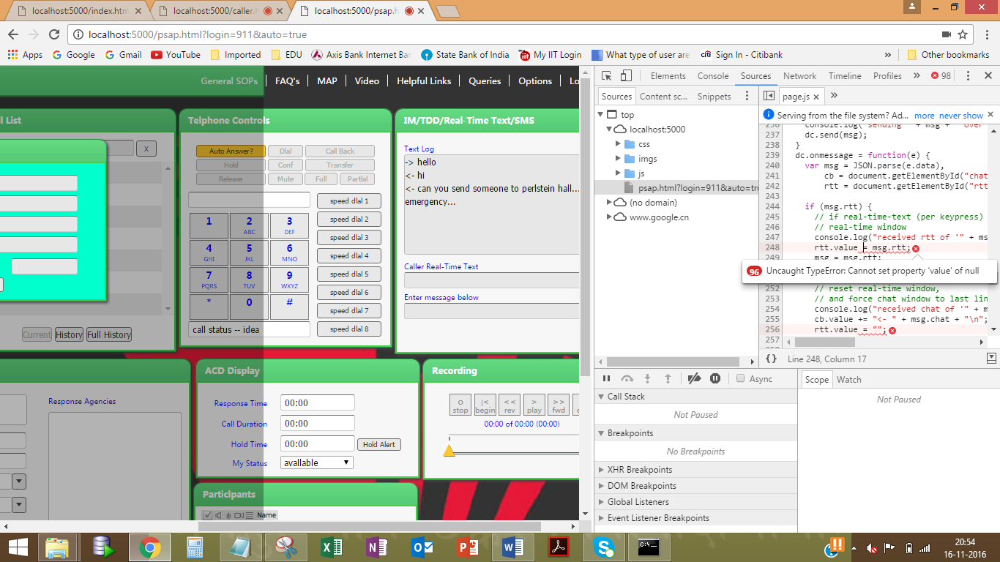 localhost:5000/index.htm
localhost:5000/caller.h
localhost:5000/psap.h
localhost:5000/psap.html?login=911&auto=true
Apps Google Gmail YouTube Imported EDU Axis Bank Internet Ban State Bank of India My IIT Login What type of user are Sign In - Citibank » Other bookmarks
General SOPs FAQ's MAP Video Helpful Links Queries Options Lo
l List
x
Current History Full History
Telphone Controls
Auto Answer? Dial Call Back
Hold Conf Transfer
Release Mute Full Partial
speed dial 1
1 2 ABC 3 DEF
speed dial 2
speed dial 3
4 GHI 5 JKL 6 MNO
speed dial 4
7 PQRS 8 TUV 9 WXYZ
speed dial 5
speed dial 6
* 0 #
speed dial 7
call status -- idea
speed dial 8
IM/TDD/Real-Time Text/SMS
Text Log
-> hello
<- hi
<- can you send someone to perlstein hall...
emergency...
Caller Real-Time Text
Enter message below
Response Agencies
ACD Display
Response Time 00:00
Call Duration 00:00
Hold Time 00:00 Hold Alert
My Status available
Recording
O stop |< begin << rev > play >> fwd
00:00 of 00:00 (00:00)
Participants
Name
Elements Console Sources Network Timeline Profiles » 98
Sources Content sc... Snippets
page.js × »
top
localhost:5000
css
imgs
js
psap.html?login=911&auto=tru
(no domain)
www.google.cn
Serving from the file system? Ad... more never show
236 console.log("sending '" + msg + "' over
237 dc.send(msg);
238 }
239 dc.onmessage = function(e) {
240 var msg = JSON.parse(e.data),
241 cb = document.getElementById("chat
242 rtt = document.getElementById("rtt
243
244 if (msg.rtt) {
245 // if real-time-text (per keypress)
246 // real-time window
247 console.log("received rtt of '" + ms
248 rtt.value = msg.rtt;
249 msg = msg.rtt;
96 Uncaught TypeError: Cannot set property 'value' of null
252 // reset real-time window,
253 // and force chat window to last lin
254 console.log("received chat of '" + m
255 cb.value += "<- " + msg.chat + "\n";
256 rtt.value = "";
257
{} Line 248, Column 17
Async
Call Stack
Not Paused
Breakpoints
No Breakpoints
XHR Breakpoints
DOM Breakpoints
Global Listeners
Event Listener Breakpoints
Scope Watch
Not Paused
20:54
16-11-2016